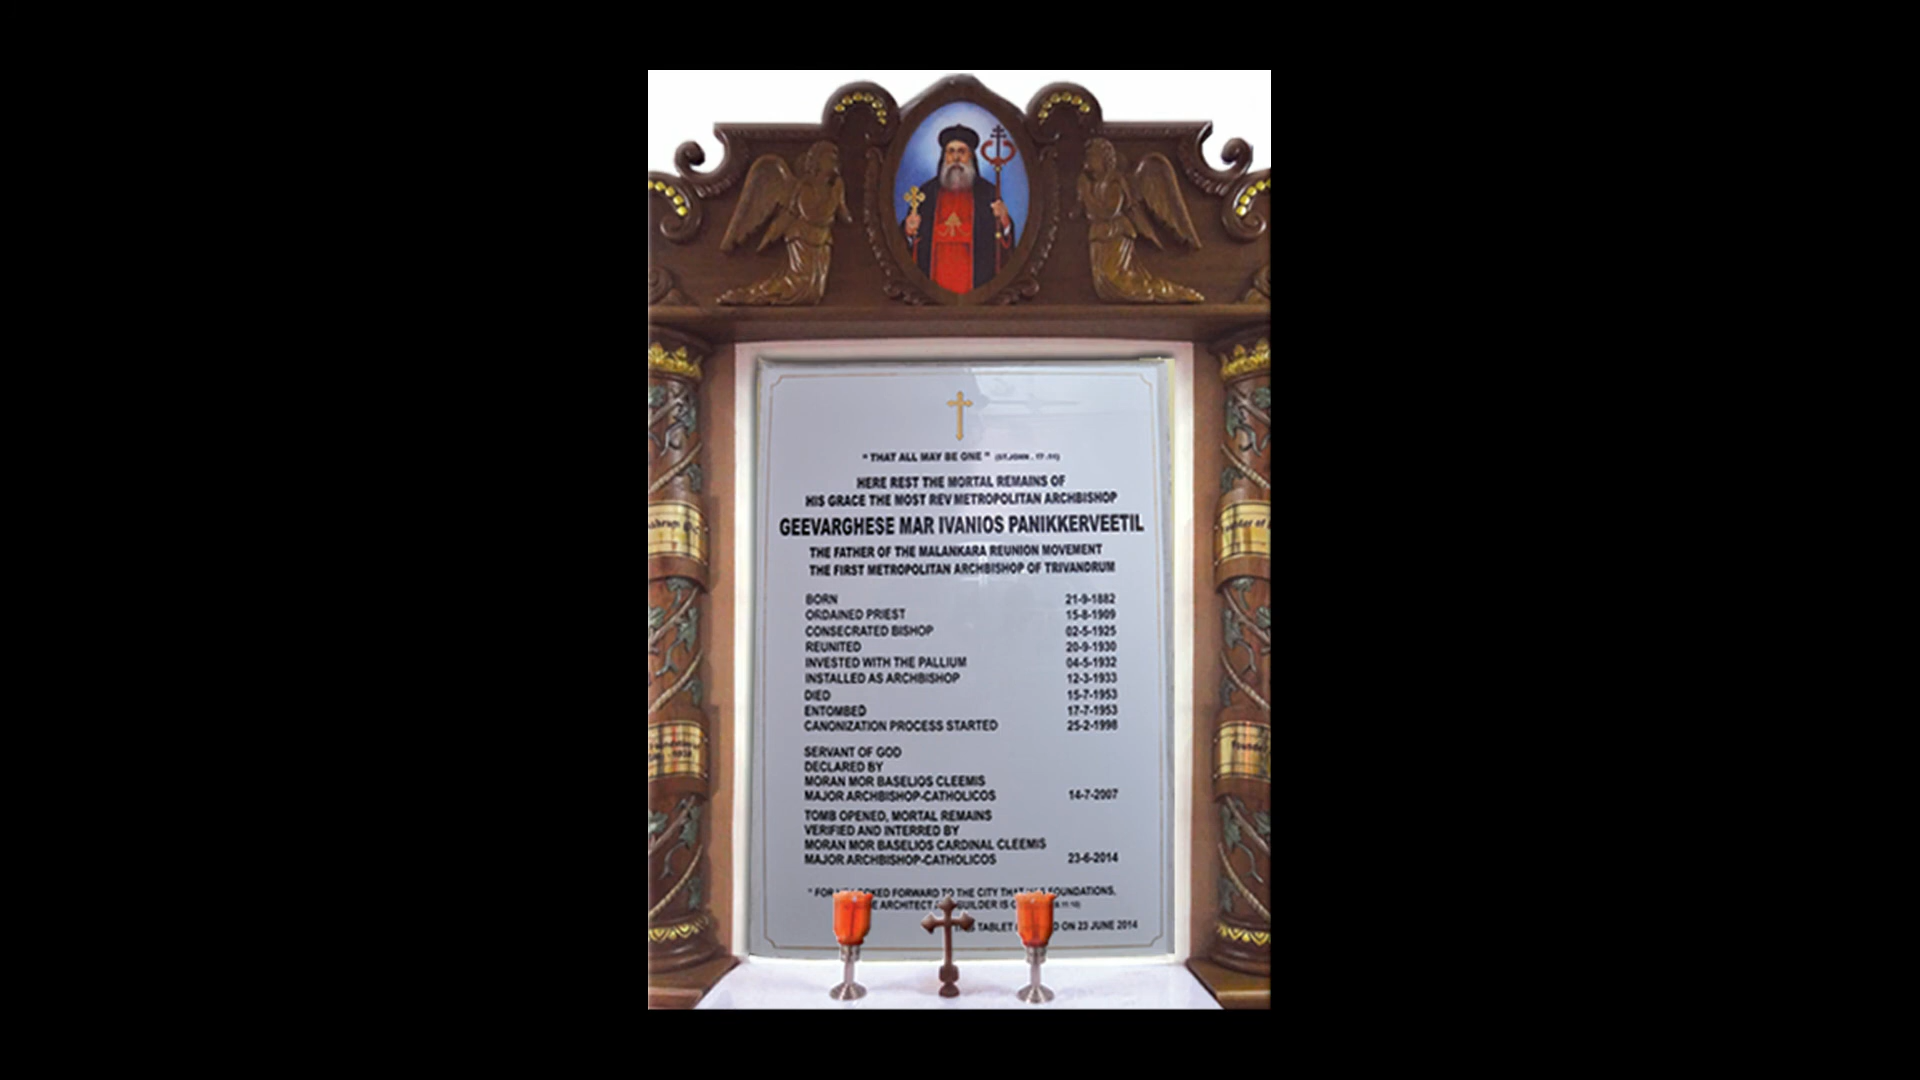 " THAT ALL MAY BE ONE " (ST.JOHN . 17 .11)
HERE REST THE MORTAL REMAINS OF
HIS GRACE THE MOST REV METROPOLITAN ARCHBISHOP
GEEVARGHESE MAR IVANIOS PANIKKERVEETIL
THE FATHER OF THE MALANKARA REUNION MOVEMENT
THE FIRST METROPOLITAN ARCHBISHOP OF TRIVANDRUM
BORN 21-9-1882
ORDAINED PRIEST 15-8-1909
CONSECRATED BISHOP 02-5-1925
REUNITED 20-9-1930
INVESTED WITH THE PALLIUM 04-5-1932
INSTALLED AS ARCHBISHOP 12-3-1933
DIED 15-7-1953
ENTOMBED 17-7-1953
CANONIZATION PROCESS STARTED 25-2-1998
SERVANT OF GOD
DECLARED BY
MORAN MOR BASELIOS CLEEMIS
MAJOR ARCHBISHOP-CATHOLICOS 14-7-2007
TOMB OPENED, MORTAL REMAINS
VERIFIED AND INTERRED BY
MORAN MOR BASELIOS CARDINAL CLEEMIS
MAJOR ARCHBISHOP-CATHOLICOS 23-6-2014
" FOR FORWARD TO THE CITY FOUNDATIONS,
ARCHITECT BUILDER IS
TABLET ON 23 JUNE 2014